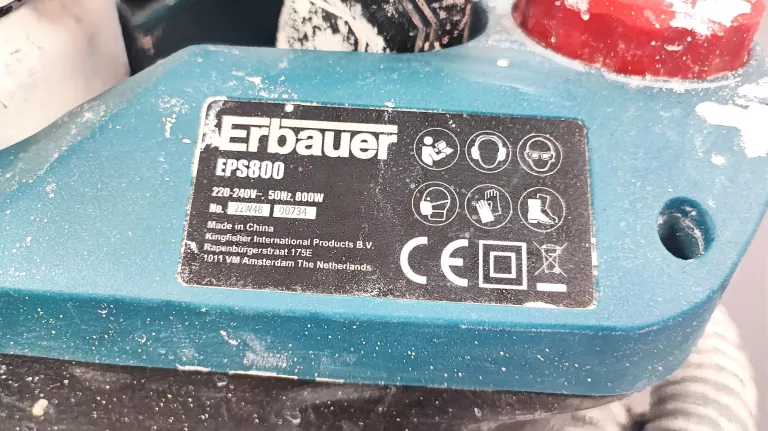 Erbauer
EPS800
220-240V~, 50Hz, 800W
No. 22W48 00734
Made in China
Kingfisher International Products B.V.
Rapenburgerstraat 175E
1011 VM Amsterdam The Netherlands
CE